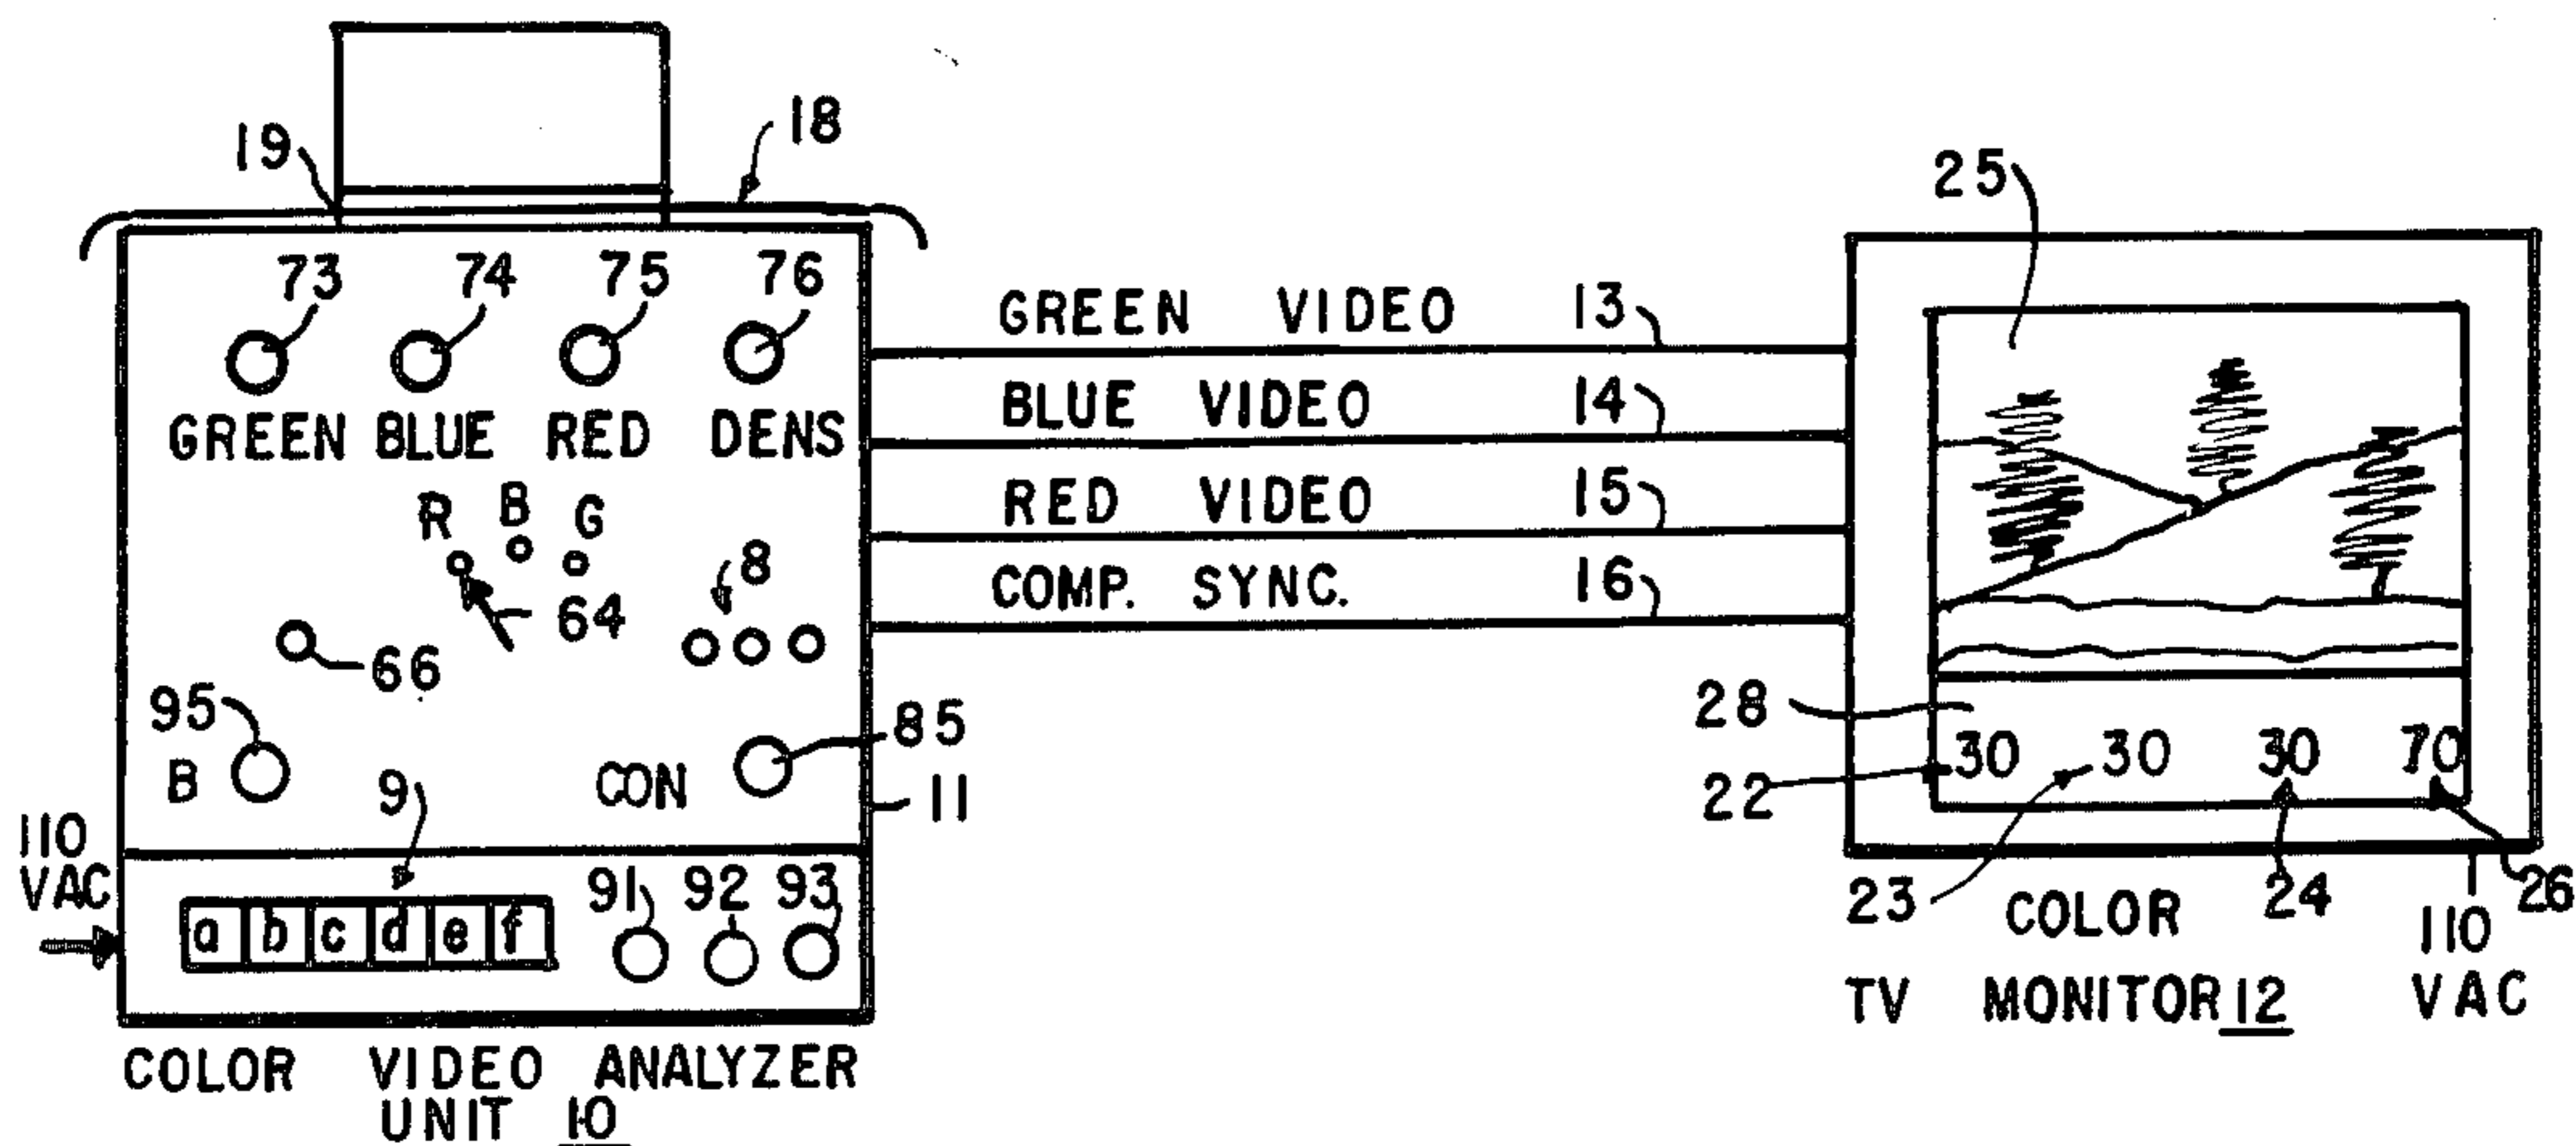 19
18
73 74 75 76
GREEN BLUE RED DENS
R B G
64
8
66
95
B
CON
85
11
9
110
VAC
a b c d e f
91 92 93
COLOR VIDEO ANALYZER
UNIT 10
GREEN VIDEO 13
BLUE VIDEO 14
RED VIDEO 15
COMP. SYNC. 16
25
28
30 30 30 70
22
23
24
26
COLOR
TV MONITOR 12
110
VAC